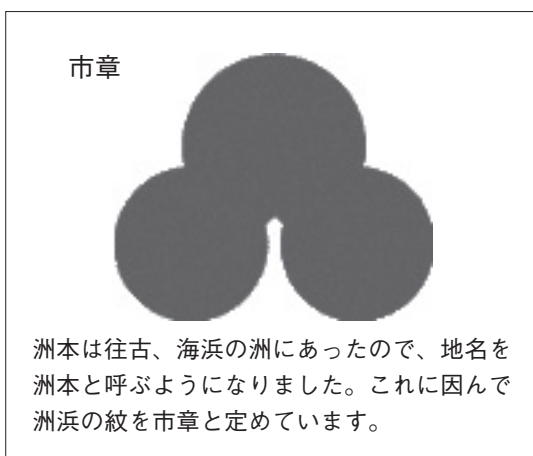 市章
洲本は往古、海浜の洲にあったので、地名を
洲本と呼ぶようになりました。これに因んで
洲浜の紋を市章と定めています。